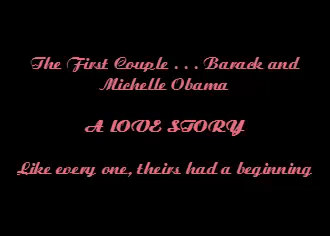 The First Couple . . . Barack and
Michelle Obama
A LOVE STORY
Like every one, theirs had a beginning